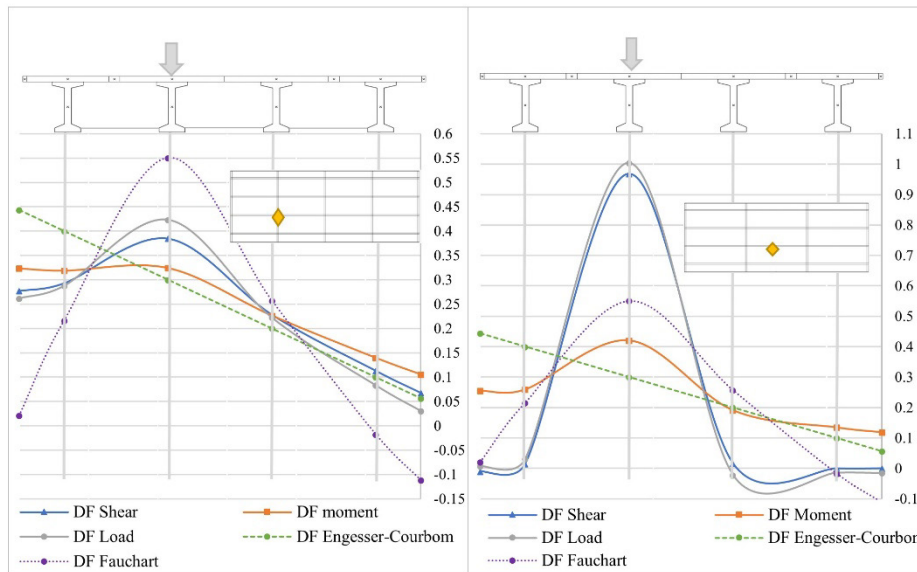 0.6
0.55
0.5
0.45
0.4
0.35
0.3
0.25
0.2
0.15
0.1
0.05
0
-0.05
-0.1
-0.15
DF Shear
DF moment
DF Load
DF Engesser-Courbom
DF Fauchart
1.1
1
0.9
0.8
0.7
0.6
0.5
0.4
0.3
0.2
0.1
0
-0.1
DF Shear
DF Moment
DF Load
DF Engesser-Courbom
DF Fauchart